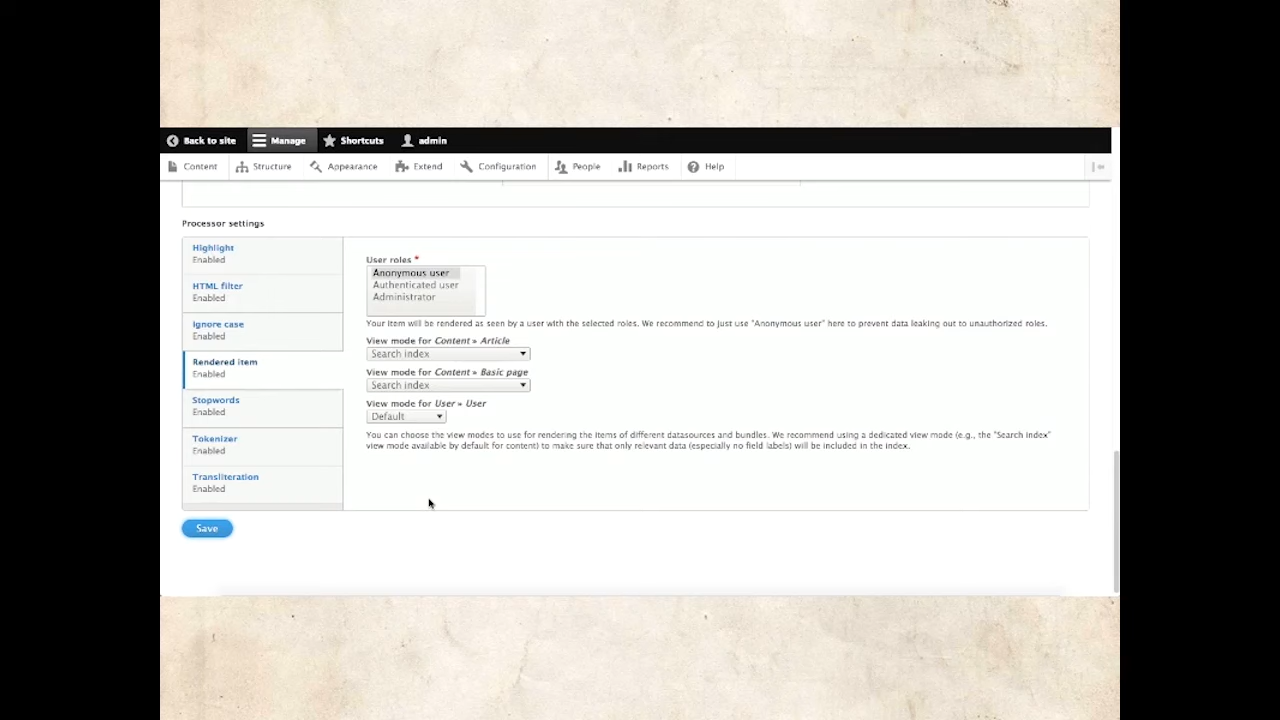 Back to site Manage Shortcuts admin
Content Structure Appearance Extend Configuration People Reports Help
Processor settings
Highlight
Enabled
HTML filter
Enabled
Ignore case
Enabled
Rendered item
Enabled
Stopwords
Enabled
Tokenizer
Enabled
Transliteration
Enabled
User roles *
Anonymous user
Authenticated user
Administrator
Your item will be rendered as seen by a user with the selected roles. We recommend to just use "Anonymous user" here to prevent data leaking out to unauthorized roles.
View mode for Content » Article
Search index
View mode for Content » Basic page
Search index
View mode for User » User
Default
You can choose the view modes to use for rendering the items of different datasources and bundles. We recommend using a dedicated view mode (e.g., the "Search index"
view mode available by default for content) to make sure that only relevant data (especially no field labels) will be included in the index.
Save